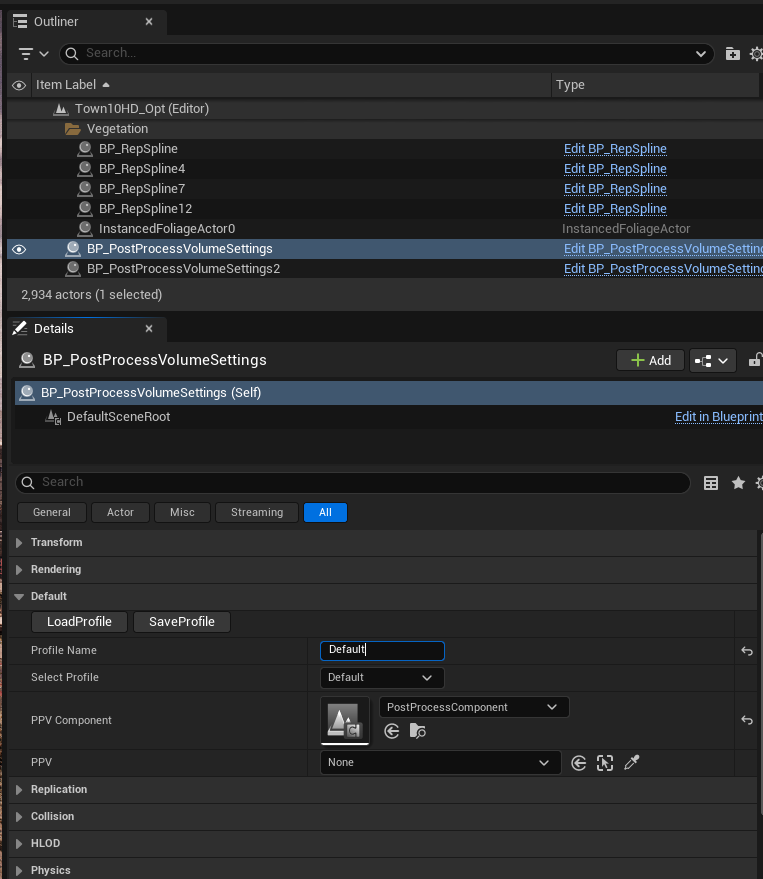 Outliner
Search...
Item Label Type
Town10HD_Opt (Editor)
Vegetation
BP_RepSpline Edit BP_RepSpline
BP_RepSpline4 Edit BP_RepSpline
BP_RepSpline7 Edit BP_RepSpline
BP_RepSpline12 Edit BP_RepSpline
InstancedFoliageActor0 InstancedFoliageActor
BP_PostProcessVolumeSettings Edit BP_PostProcessVolumeSetting
BP_PostProcessVolumeSettings2 Edit BP_PostProcessVolumeSetting
2,934 actors (1 selected)
Details
BP_PostProcessVolumeSettings Add
BP_PostProcessVolumeSettings (Self)
DefaultSceneRoot Edit in Blueprint
Search
General Actor Misc Streaming All
Transform
Rendering
Default
LoadProfile SaveProfile
Profile Name Default
Select Profile Default
PPV Component PostProcessComponent
PPV None
Replication
Collision
HLOD
Physics